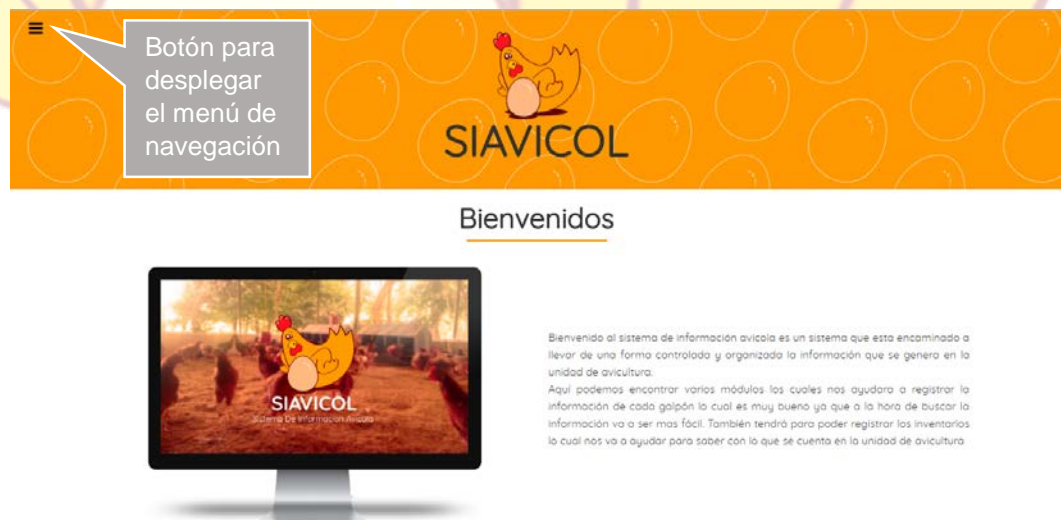 Botón para
desplegar
el menú de
navegación
SIAVICOL
Bienvenidos
SIAVICOL
Sistema De Informacion Avicola
Bienvenido al sistema de información avicola es un sistema que esta encaminado a
llevar de una forma controlada y organizada la información que se genera en la
unidad de avicultura.
Aquí podemos encontrar varios módulos los cuales nos ayudara a registrar la
información de cada galpón lo cual es muy bueno ya que a la hora de buscar la
información va a ser mas fácil. También tendrá para poder registrar los inventarios
lo cual nos va a ayudar para saber con lo que se cuenta en la unidad de avicultura